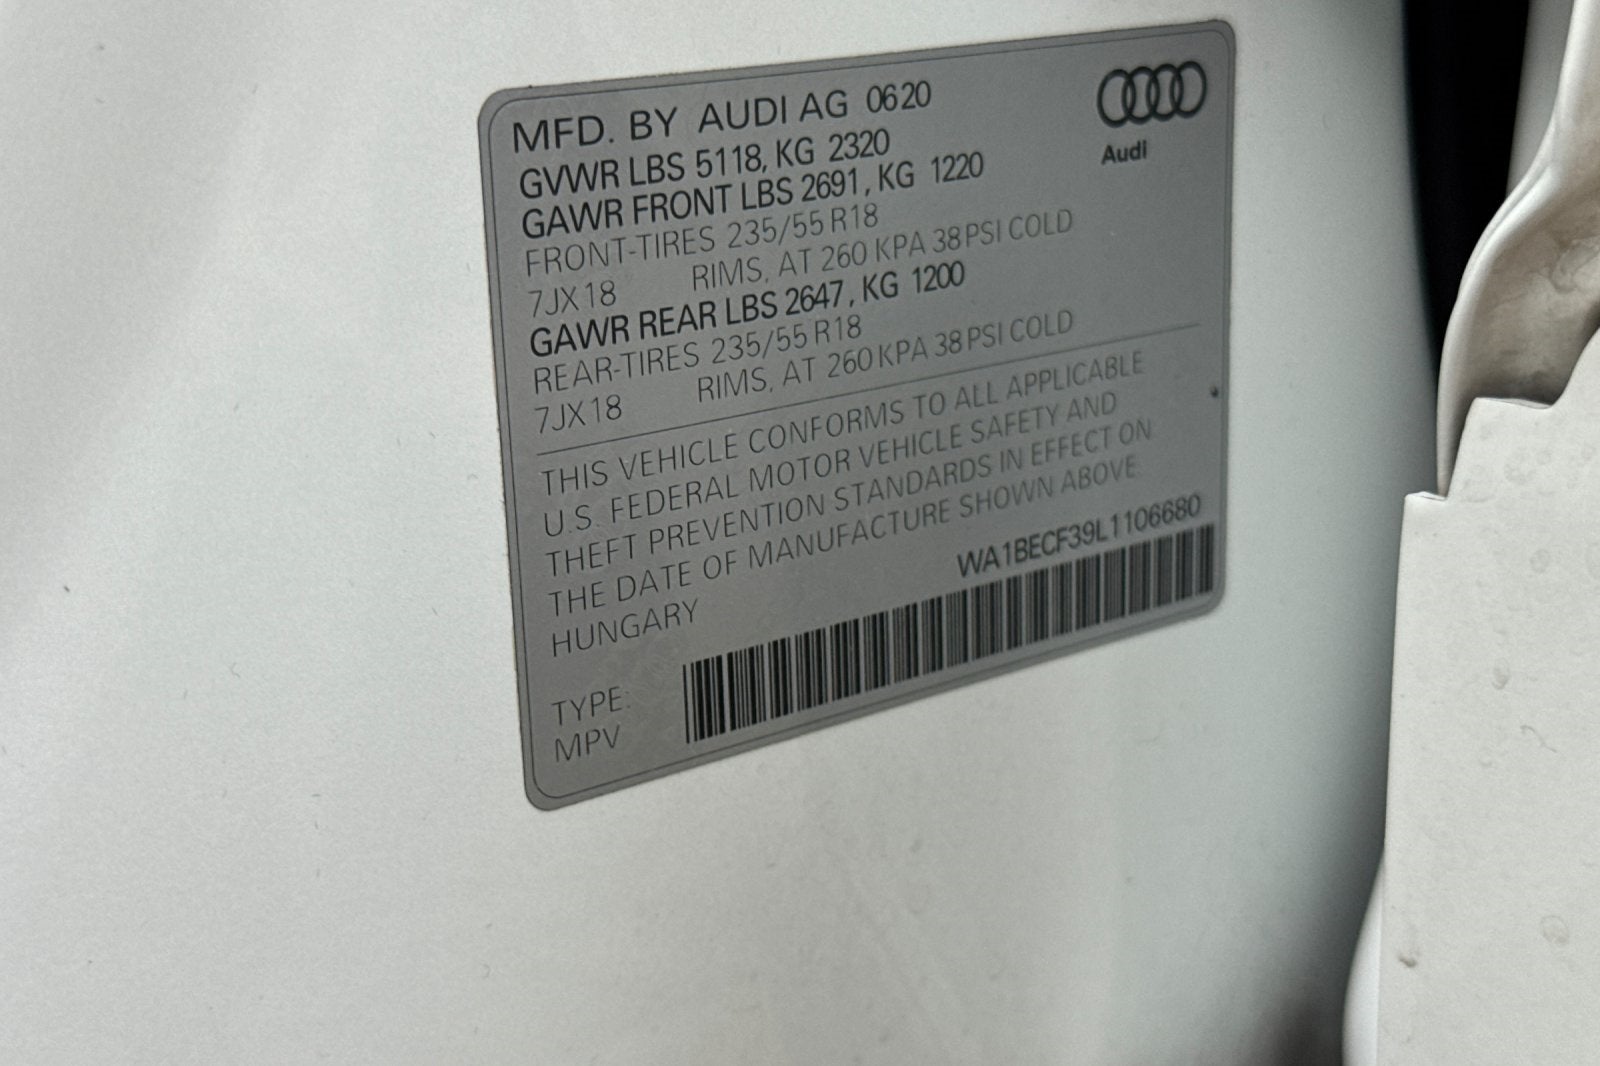 MFD. BY AUDI AG 0620
GVWR LBS 5118, KG 2320
GAWR FRONT LBS 2691, KG 1220
FRONT-TIRES 235/55 R18
7JX18 RIMS, AT 260 KPA 38 PSI COLD
GAWR REAR LBS 2647, KG 1200
REAR-TIRES 235/55 R18
7JX18 RIMS, AT 260 KPA 38 PSI COLD
Audi
THIS VEHICLE CONFORMS TO ALL APPLICABLE
U.S. FEDERAL MOTOR VEHICLE SAFETY AND
THEFT PREVENTION STANDARDS IN EFFECT ON
THE DATE OF MANUFACTURE SHOWN ABOVE.
HUNGARY
WA1BECF39L1106680
TYPE:
MPV